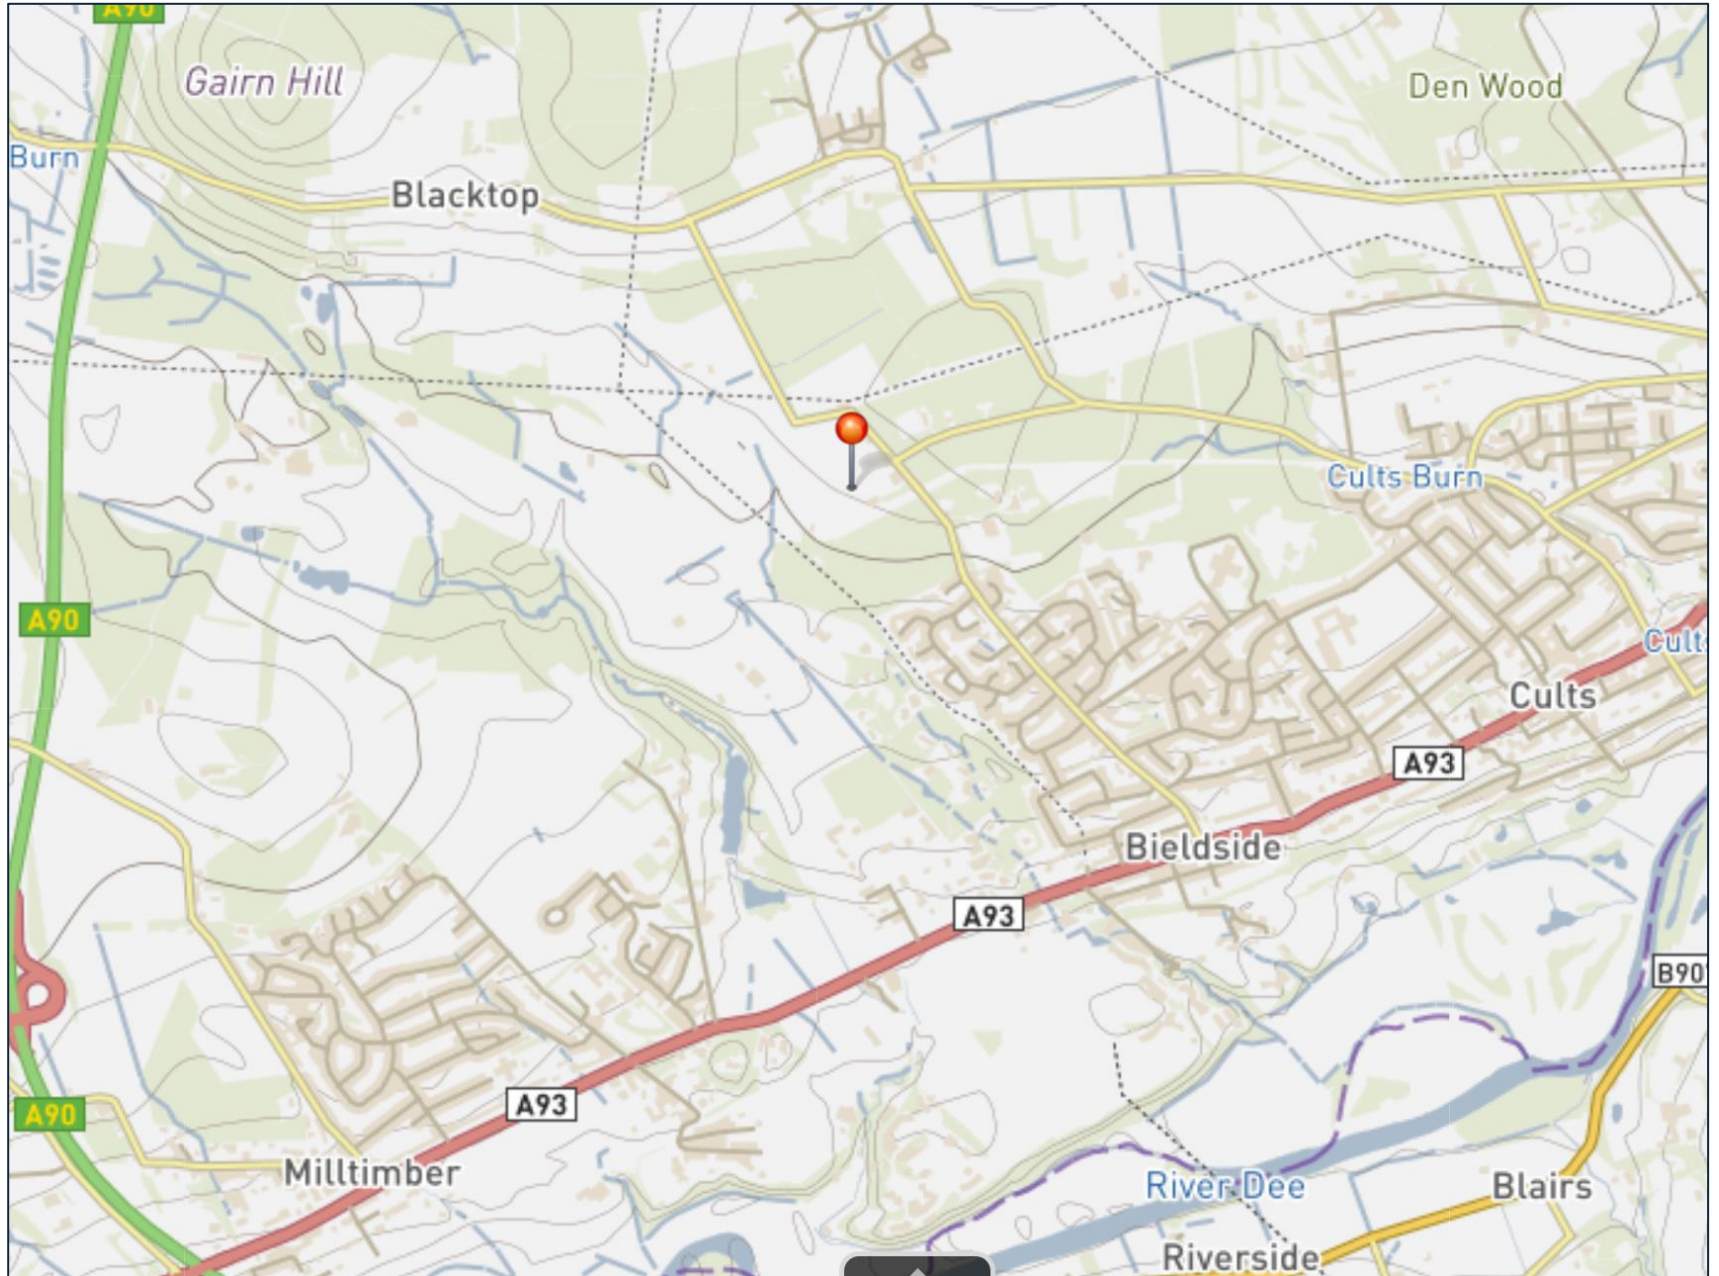 A90
Gairn Hill
Den Wood
Burn
Blacktop
Cults Burn
A90
Cults
Cults
A93
Bieldside
A93
B90
A93
A90
Milltimber
River Dee
Blairs
Riverside